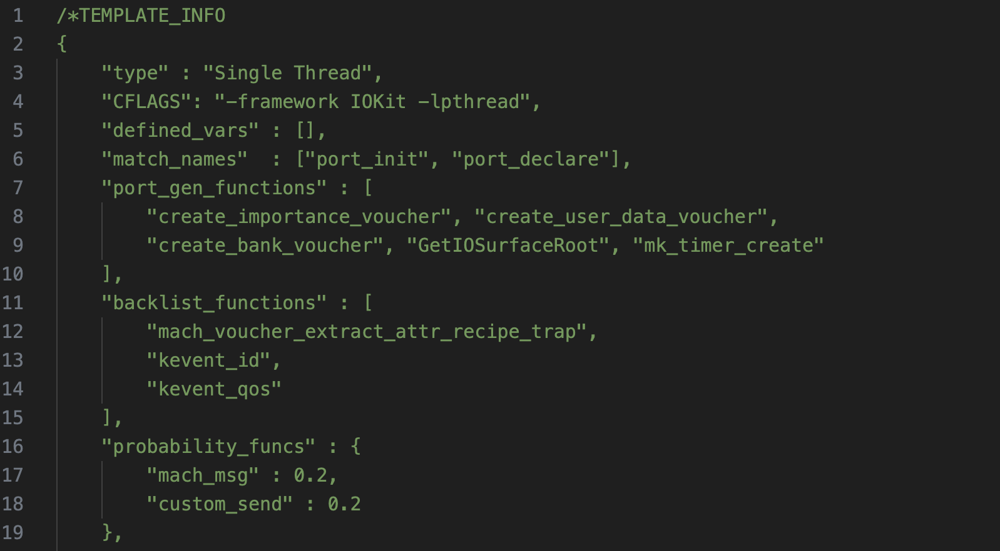 1 /*TEMPLATE_INFO
2 {
3 "type" : "Single Thread",
4 "CFLAGS": "-framework IOKit -lpthread",
5 "defined_vars" : [],
6 "match_names"  : ["port_init", "port_declare"],
7 "port_gen_functions" : [
8 "create_importance_voucher", "create_user_data_voucher",
9 "create_bank_voucher", "GetIOSurfaceRoot", "mk_timer_create"
10 ],
11 "backlist_functions" : [
12 "mach_voucher_extract_attr_recipe_trap",
13 "kevent_id",
14 "kevent_qos"
15 ],
16 "probability_funcs" : {
17 "mach_msg" : 0.2,
18 "custom_send" : 0.2
19 },